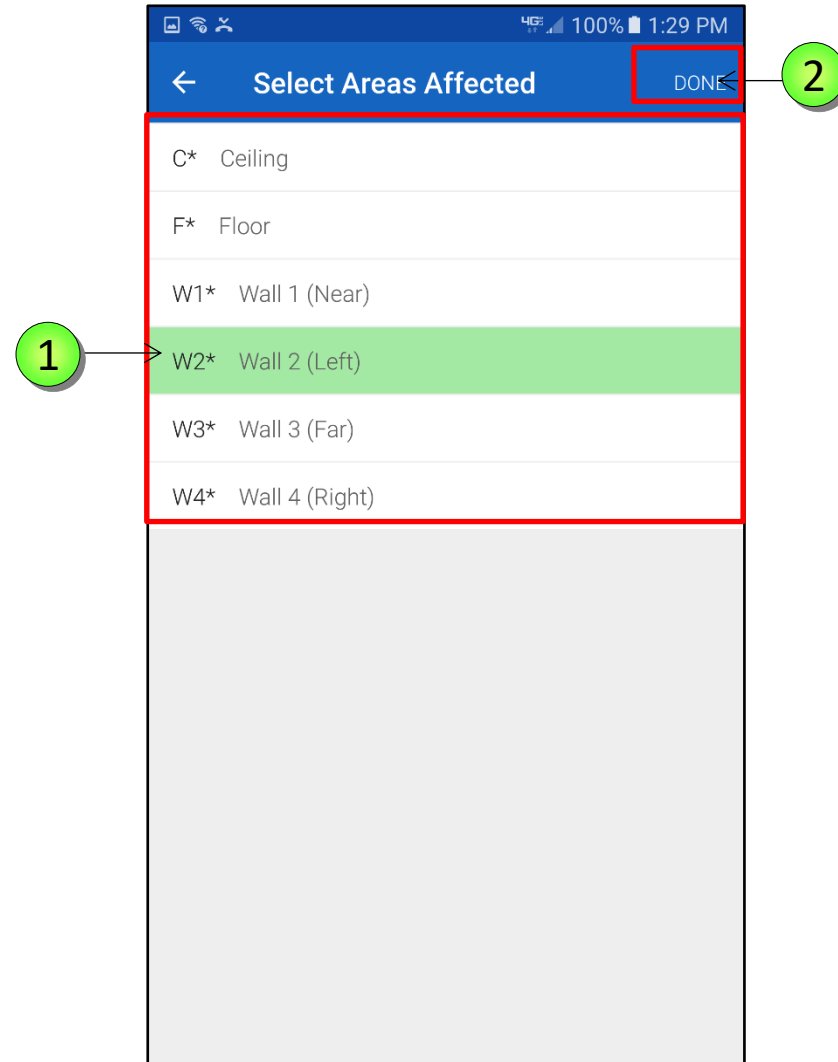 4G 100% 1:29 PM
Select Areas Affected DONE
2
C* Ceiling
F* Floor
W1* Wall 1 (Near)
1
W2* Wall 2 (Left)
W3* Wall 3 (Far)
W4* Wall 4 (Right)